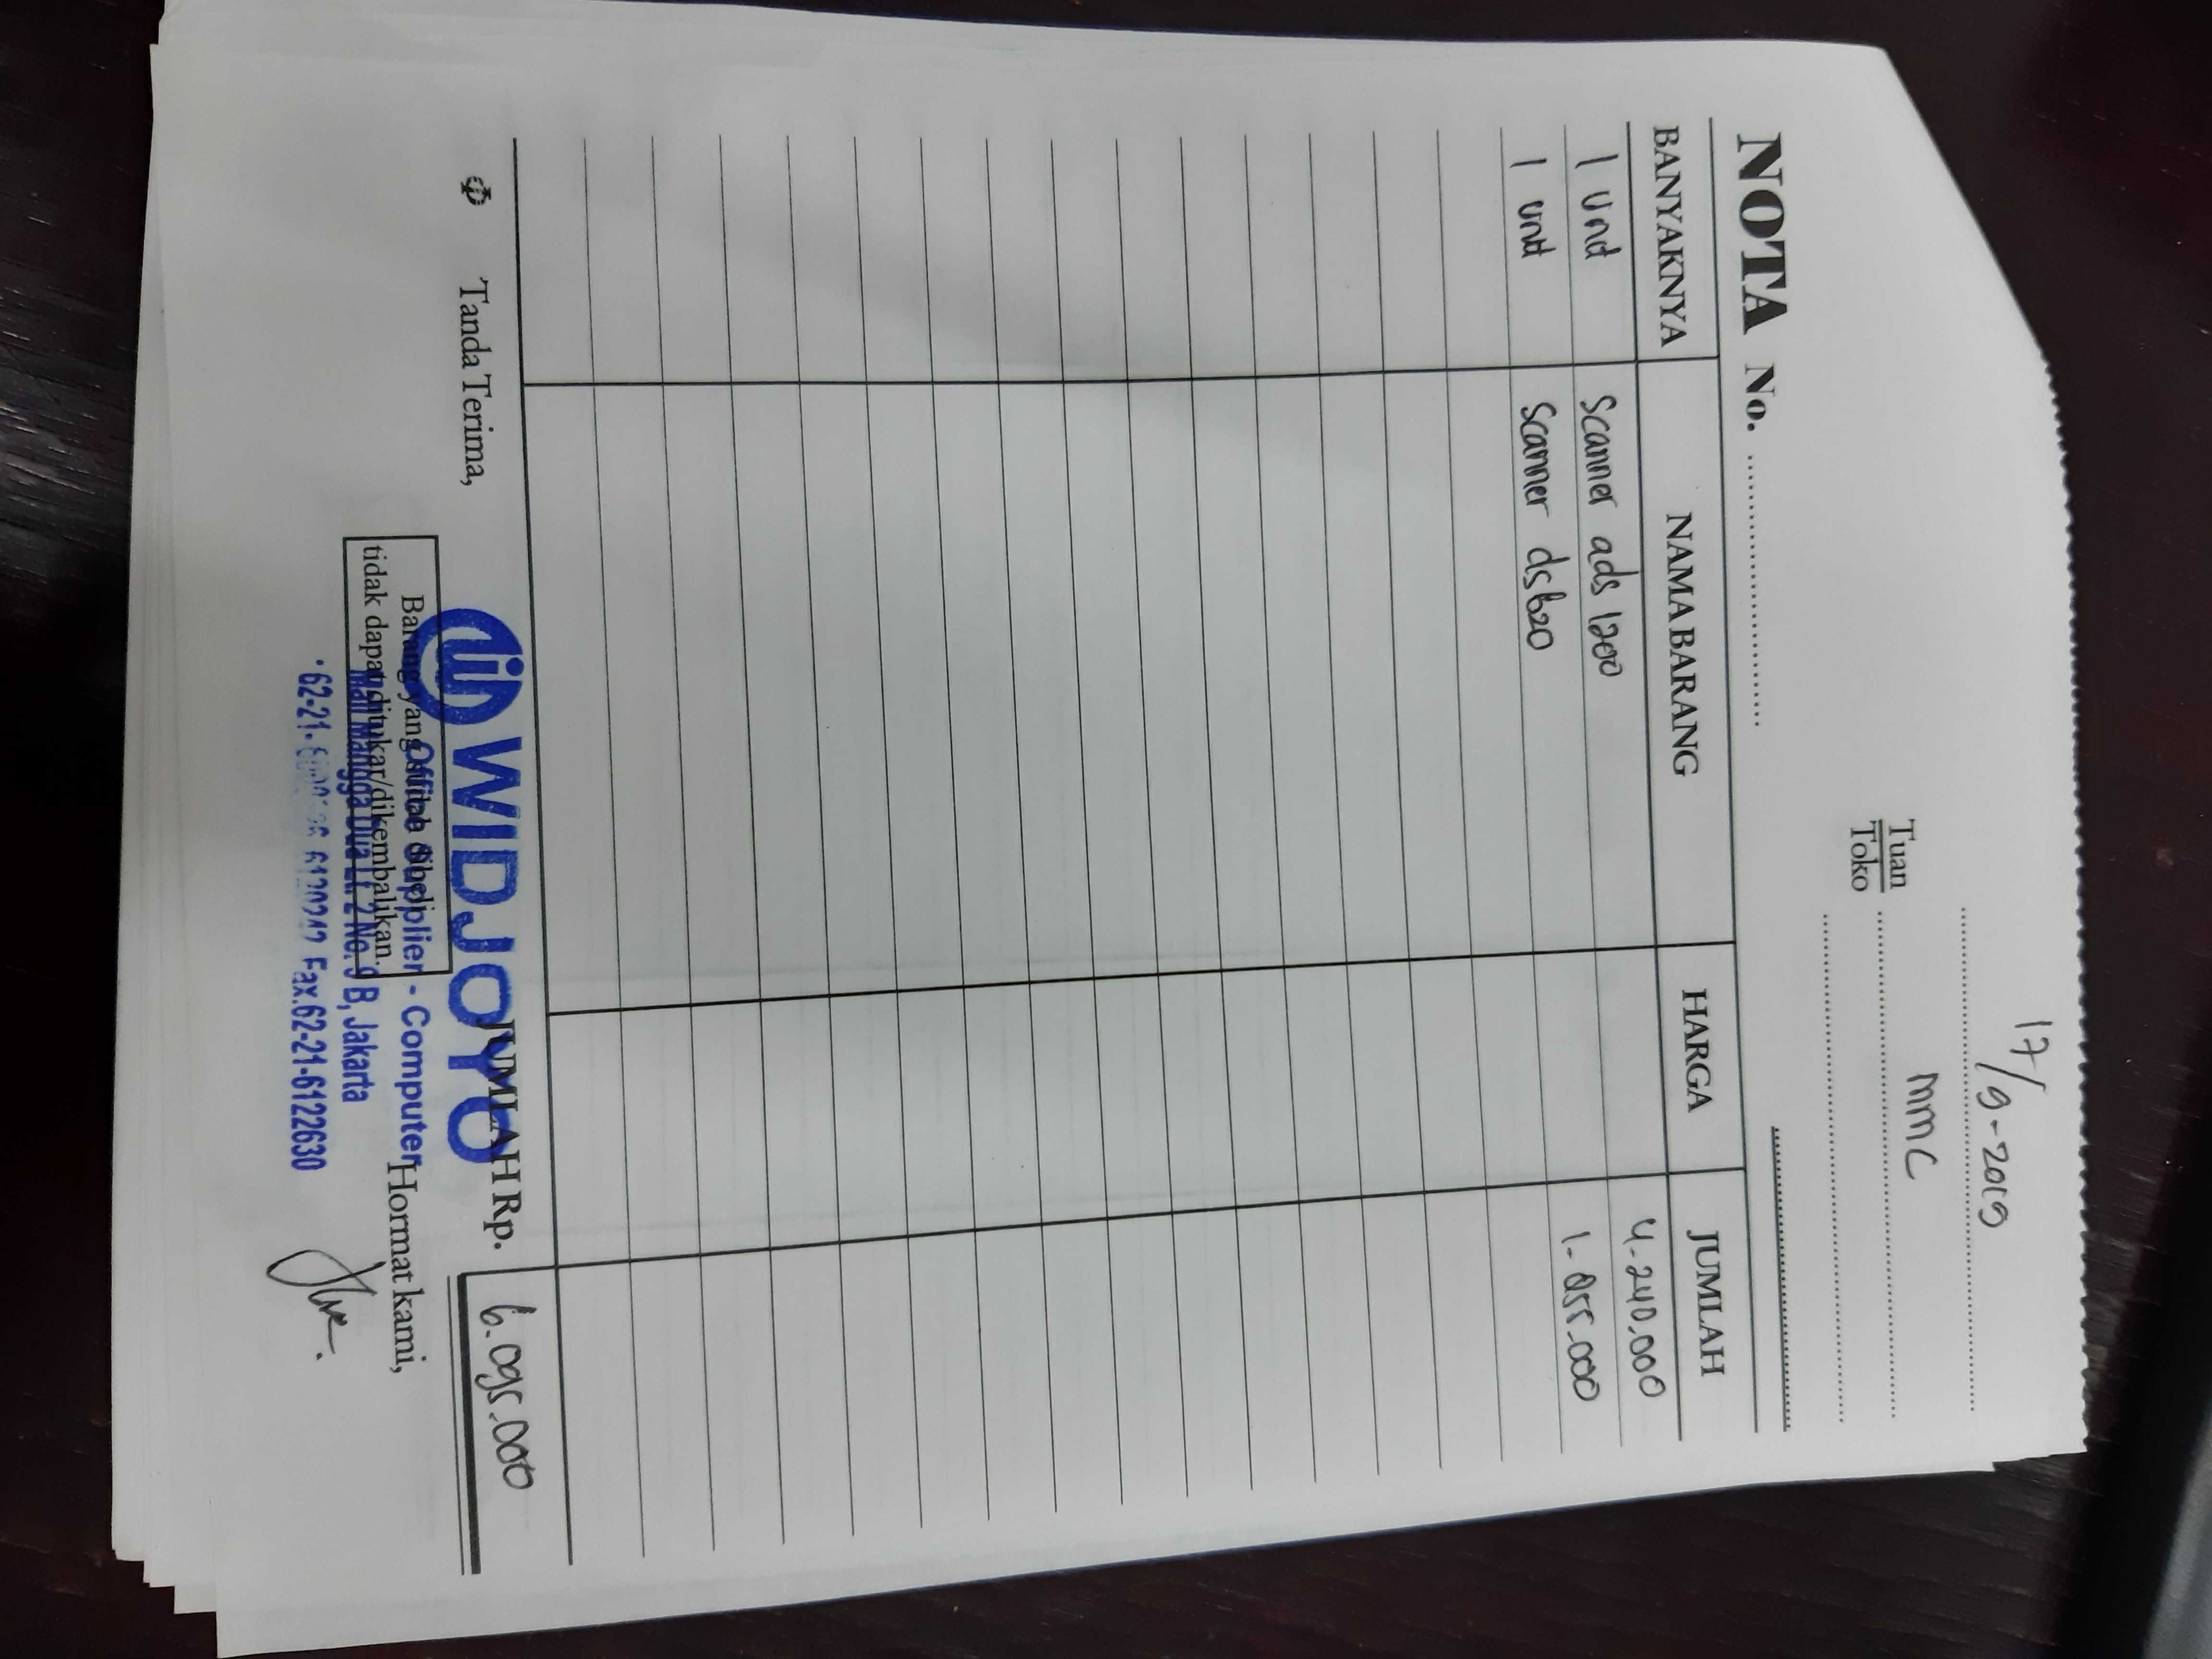 17/9-2019
Tuan
Toko
MMC
NOTA No.
BANYAKNYA NAMA BARANG HARGA JUMLAH
1 unit Scanner ads 1200 4.240.000
1 unit Scanner ds620 1.855.000
JUMLAH Rp. 6.095.000
Tanda Terima,
Hormat kami,
Barang yang sudah dibeli
tidak dapat ditukar/dikembalikan.
WIDJOYO
Office Supplier - Computer
Mall Mangga Dua Lt. 2 No. 9 B, Jakarta
62-21- Fax.62-21-6122630